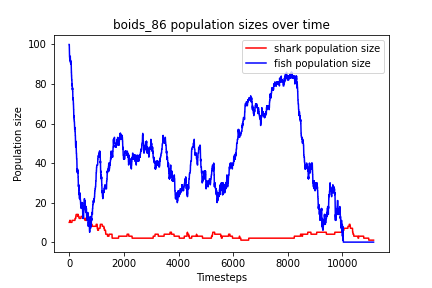 boids_86 population sizes over time
shark population size
fish population size
100
80
60
40
20
0
Population size
0
2000
4000
6000
8000
10000
Timesteps